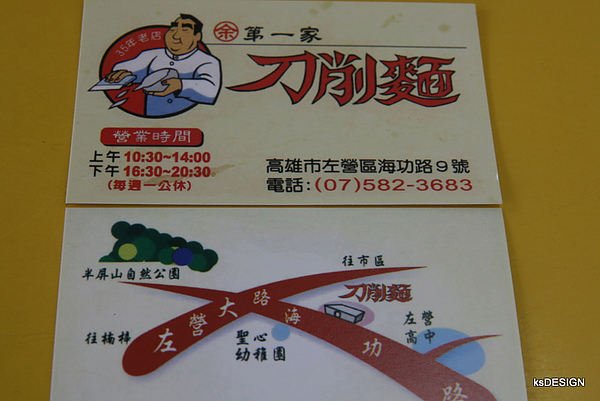 35年老店
余 第一家
刀削麵
營業時間
上午10:30~14:00
下午16:30~20:30
(每週一公休)
高雄市左營區海功路9號
電話:(07)582-3683
半屏山自然公園
往市區
刀削麵
左營大路
往楠梓
聖心
幼稚園
海功路
左營
高中
ksDESIGN